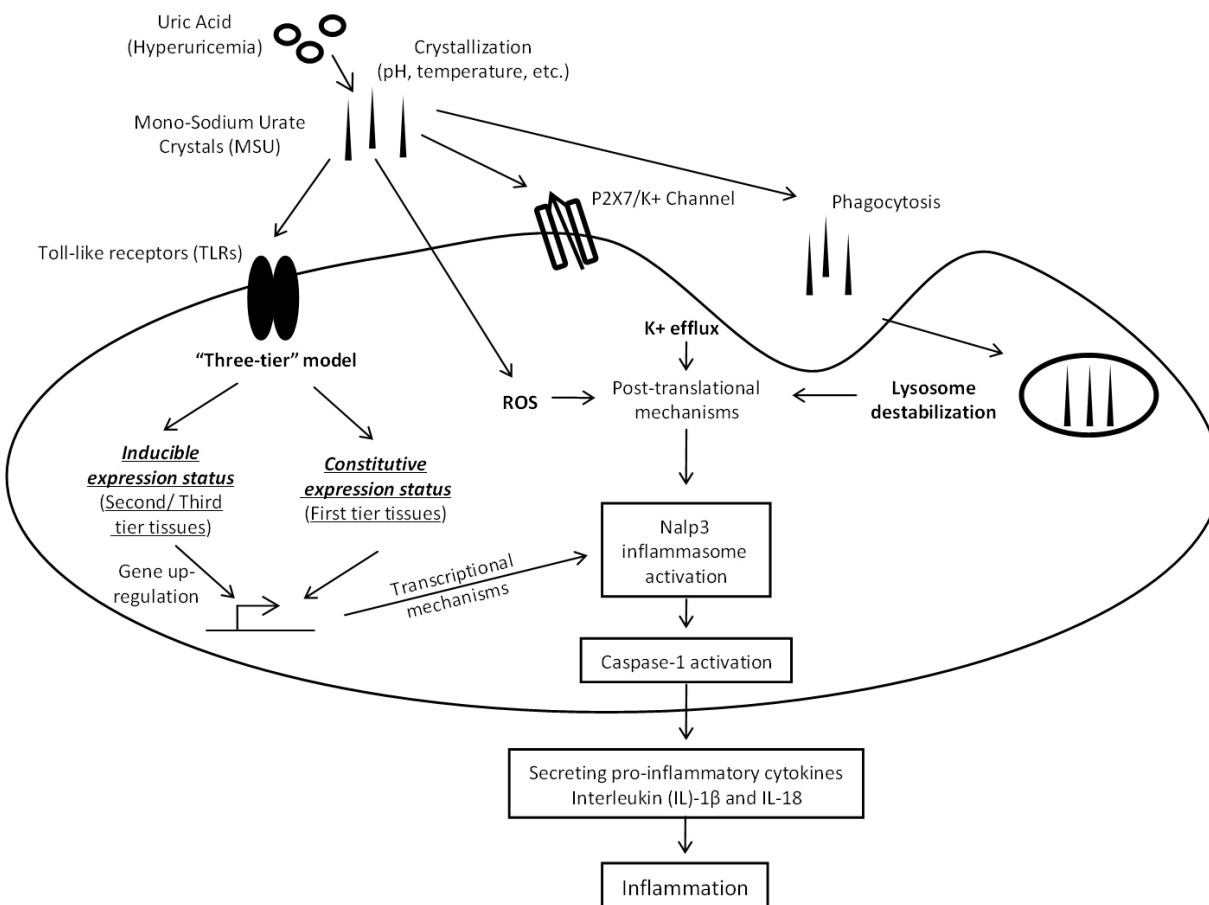 Uric Acid
(Hyperuricemia)
Crystallization
(pH, temperature, etc.)
Mono-Sodium Urate
Crystals (MSU)
P2X7/K+ Channel
Phagocytosis
Toll-like receptors (TLRs)
K+ efflux
“Three-tier” model
ROS
Post-translational
mechanisms
Lysosome
destabilization
Inducible
expression status
(Second/ Third
tier tissues)
Constitutive
expression status
(First tier tissues)
Gene up-
regulation
Transcriptional
mechanisms
Nalp3
inflammasome
activation
Caspase-1 activation
Secreting pro-inflammatory cytokines
Interleukin (IL)-1β and IL-18
Inflammation